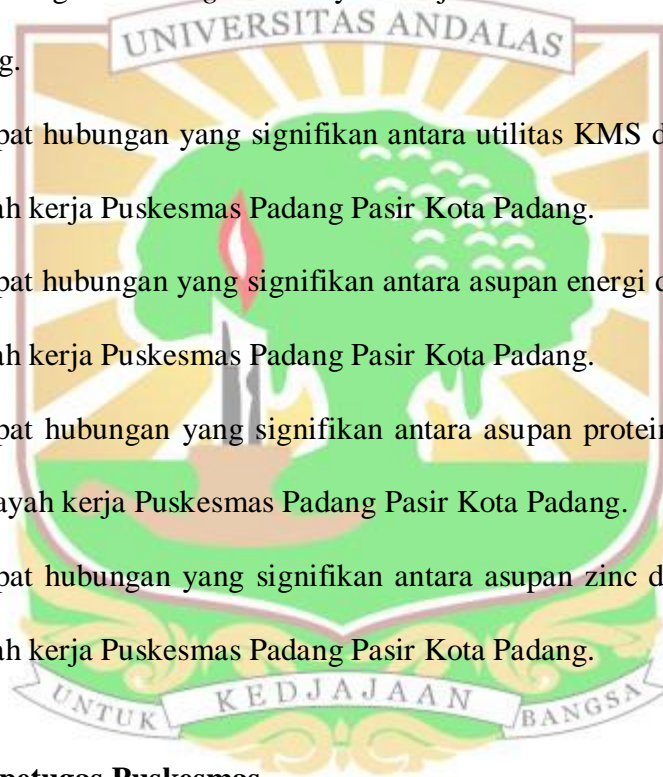 UNIVERSITAS ANDALAS
g.
pat hubungan yang signifikan antara utilitas KMS d
ah kerja Puskesmas Padang Pasir Kota Padang.
pat hubungan yang signifikan antara asupan energi
ah kerja Puskesmas Padang Pasir Kota Padang.
pat hubungan yang signifikan antara asupan protein
ayah kerja Puskesmas Padang Pasir Kota Padang.
pat hubungan yang signifikan antara asupan zinc d
ah kerja Puskesmas Padang Pasir Kota Padang.
UNTUK KEDJAJAAN BANGSA
petugas Puskesmas